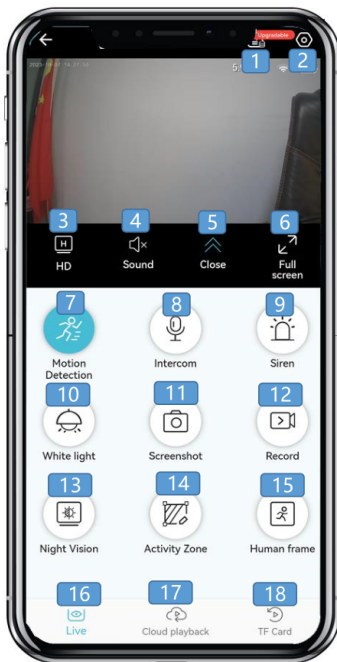 Upgradable
1
2
3
4
5
6
HD
Sound
Close
Full
screen
7
8
9
Motion
Detection
Intercom
Siren
10
11
12
White light
Screenshot
Record
13
14
15
Night Vision
Activity Zone
Human frame
16
17
18
Live
Cloud playback
TF Card